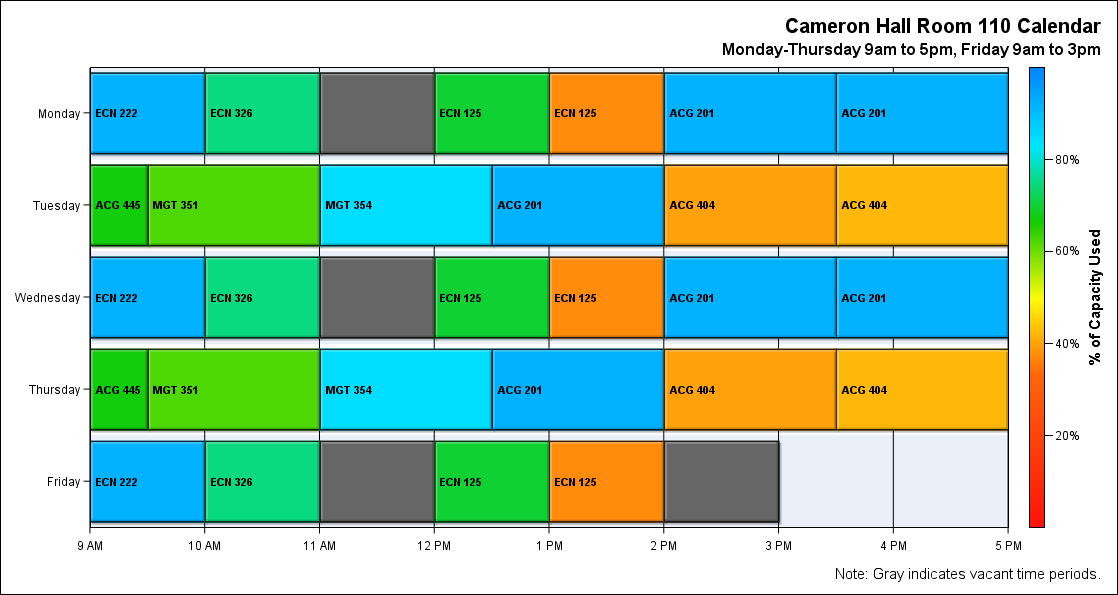 Cameron Hall Room 110 Calendar
Monday-Thursday 9am to 5pm, Friday 9am to 3pm
Monday
ECN 222
ECN 326
ECN 125
ECN 125
ACG 201
ACG 201
Tuesday
ACG 445
MGT 351
MGT 354
ACG 201
ACG 404
ACG 404
Wednesday
ECN 222
ECN 326
ECN 125
ECN 125
ACG 201
ACG 201
Thursday
ACG 445
MGT 351
MGT 354
ACG 201
ACG 404
ACG 404
Friday
ECN 222
ECN 326
ECN 125
ECN 125
9 AM
10 AM
11 AM
12 PM
1 PM
2 PM
3 PM
4 PM
5 PM
80%
60%
40%
20%
% of Capacity Used
Note: Gray indicates vacant time periods.